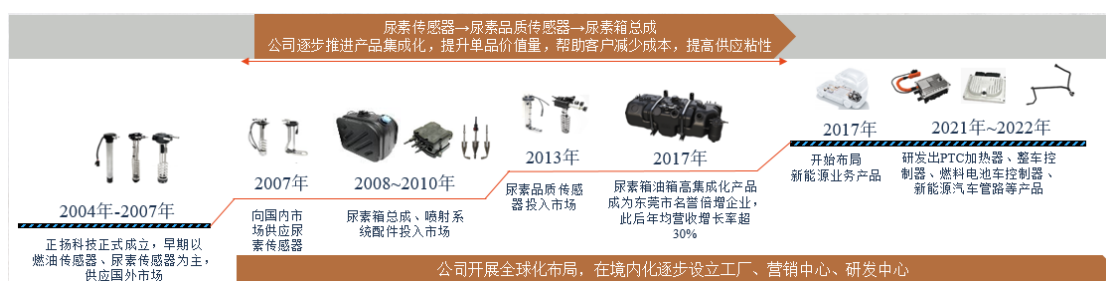 尿素传感器→尿素品质传感器→尿素箱总成
公司逐步推进产品集成化，提升单品价值量，帮助客户减少成本，提高供应粘性
2004年-2007年
正扬科技正式成立，早期以
燃油传感器、尿素传感器为主，
供应国外市场
2007年
向国内市
场供应尿
素传感器
2008~2010年
尿素箱总成、喷射系
统配件投入市场
2013年
尿素品质传感
器投入市场
2017年
尿素箱油箱高集成化产品
成为东莞市名誉倍增企业，
此后年均营收增长率超
30%
2017年
开始布局
新能源业务产品
2021年~2022年
研发出PTC加热器、整车控
制器、燃料电池车控制器、
新能源汽车管路等产品
公司开展全球化布局，在境内化逐步设立工厂、营销中心、研发中心